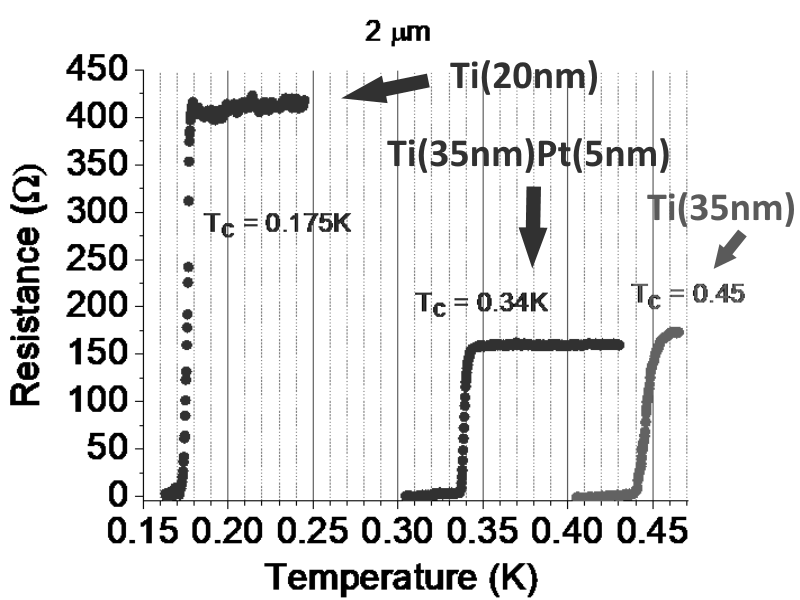 2 μm
Ti(20nm)
Ti(35nm)Pt(5nm)
Ti(35nm)
Tc = 0.175K
Tc = 0.34K
Tc = 0.45
Resistance (Ω)
450
400
350
300
250
200
150
100
50
0
0.15 0.20 0.25 0.30 0.35 0.40 0.45
Temperature (K)